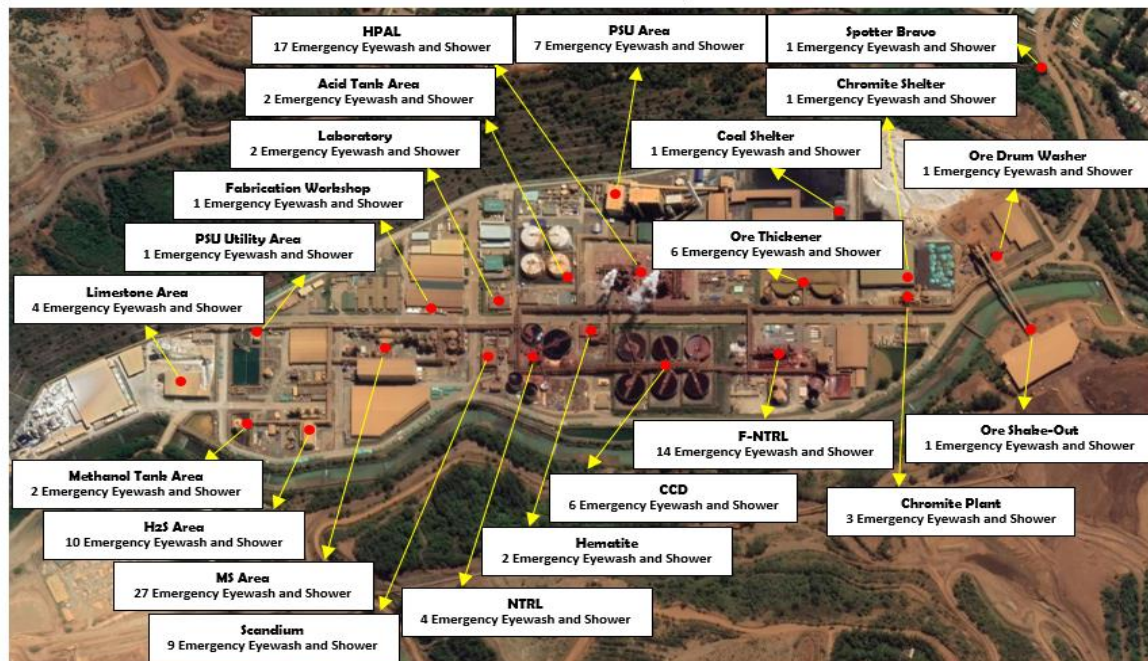 HPAL
17 Emergency Eyewash and Shower
PSU Area
7 Emergency Eyewash and Shower
Spotter Bravo
1 Emergency Eyewash and Shower
Acid Tank Area
2 Emergency Eyewash and Shower
Chromite Shelter
1 Emergency Eyewash and Shower
Laboratory
2 Emergency Eyewash and Shower
Coal Shelter
1 Emergency Eyewash and Shower
Ore Drum Washer
1 Emergency Eyewash and Shower
Fabrication Workshop
1 Emergency Eyewash and Shower
PSU Utility Area
1 Emergency Eyewash and Shower
Ore Thickener
6 Emergency Eyewash and Shower
Limestone Area
4 Emergency Eyewash and Shower
F-NTRL
14 Emergency Eyewash and Shower
Ore Shake-Out
1 Emergency Eyewash and Shower
Methanol Tank Area
2 Emergency Eyewash and Shower
CCD
6 Emergency Eyewash and Shower
Chromite Plant
3 Emergency Eyewash and Shower
H2S Area
10 Emergency Eyewash and Shower
Hematite
2 Emergency Eyewash and Shower
MS Area
27 Emergency Eyewash and Shower
NTRL
4 Emergency Eyewash and Shower
Scandium
9 Emergency Eyewash and Shower